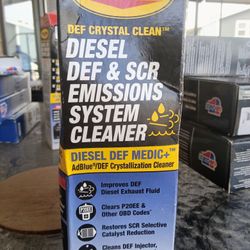 DEF CRYSTAL CLEAN™
DIESEL
DEF & SCR
EMISSIONS
SYSTEM
CLEANER
DIESEL DEF MEDIC+™
AdBlue®/DEF Crystallization Cleaner
Improves DEF
Diesel Exhaust Fluid
Clears P20EE &
Other OBD Codes*
Restores SCR Selective
Catalyst Reduction
Cleans DEF Injector,